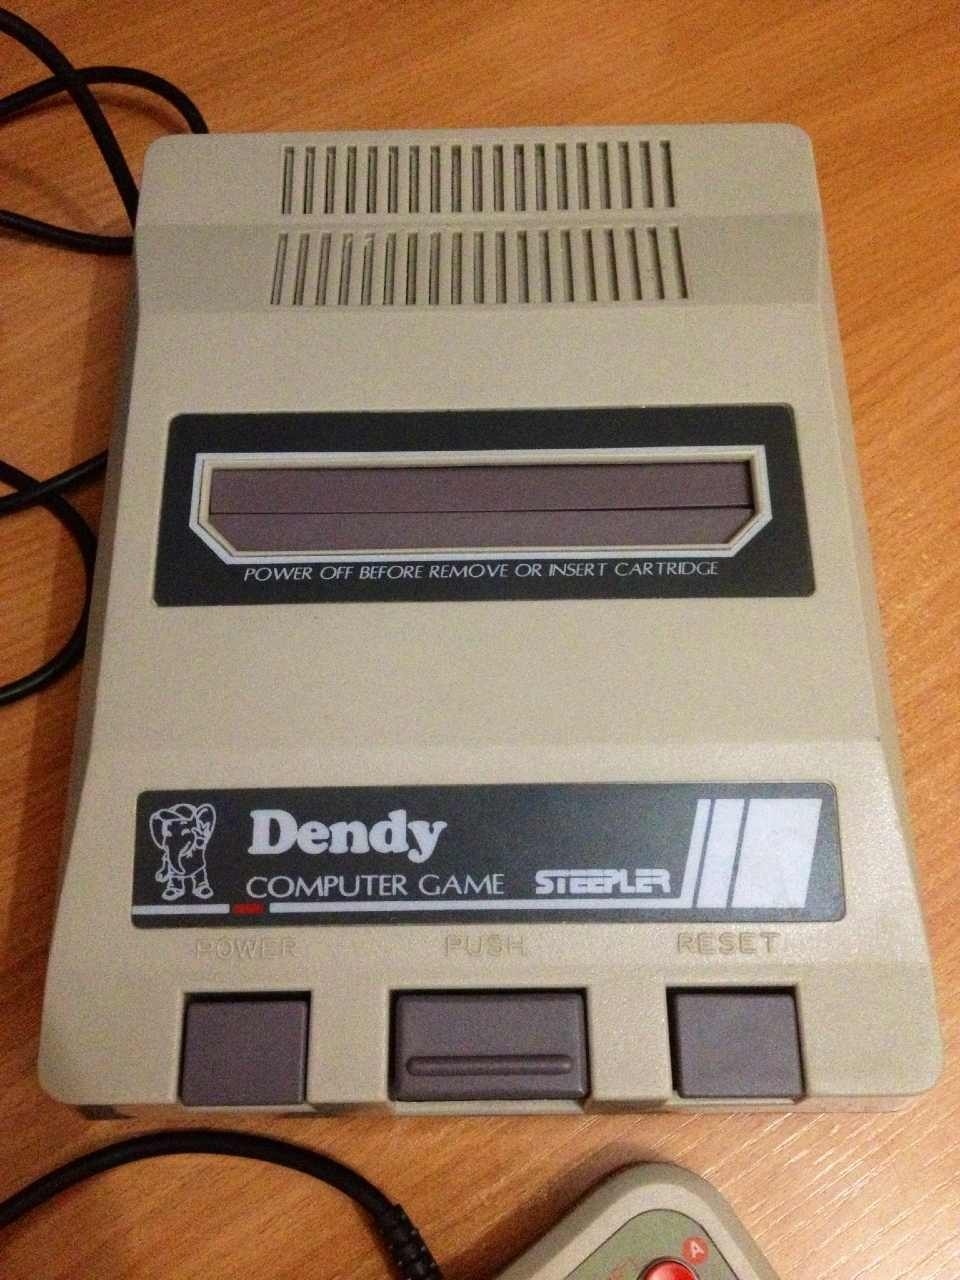 POWER OFF BEFORE REMOVE OR INSERT CARTRIDGE
Dendy
COMPUTER GAME STEEPLER
POWER PUSH RESET
A